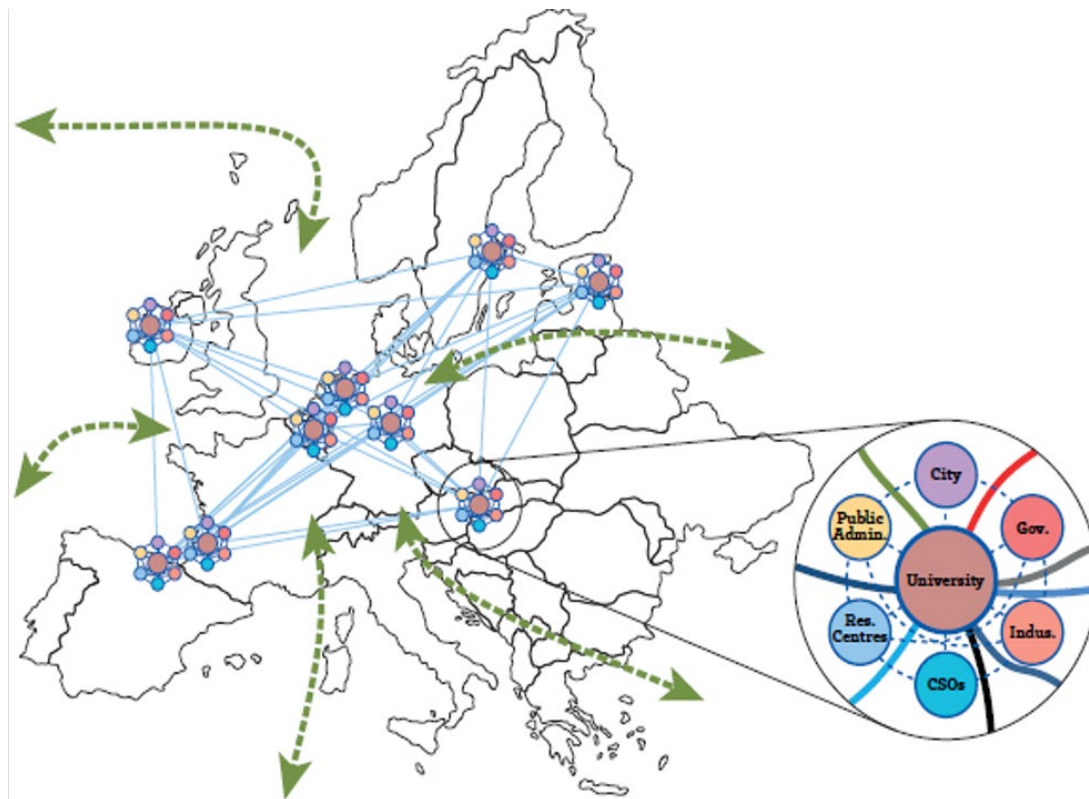 City
Public
Admin.
Gov.
University
Res.
Centres
Indus.
CSOs